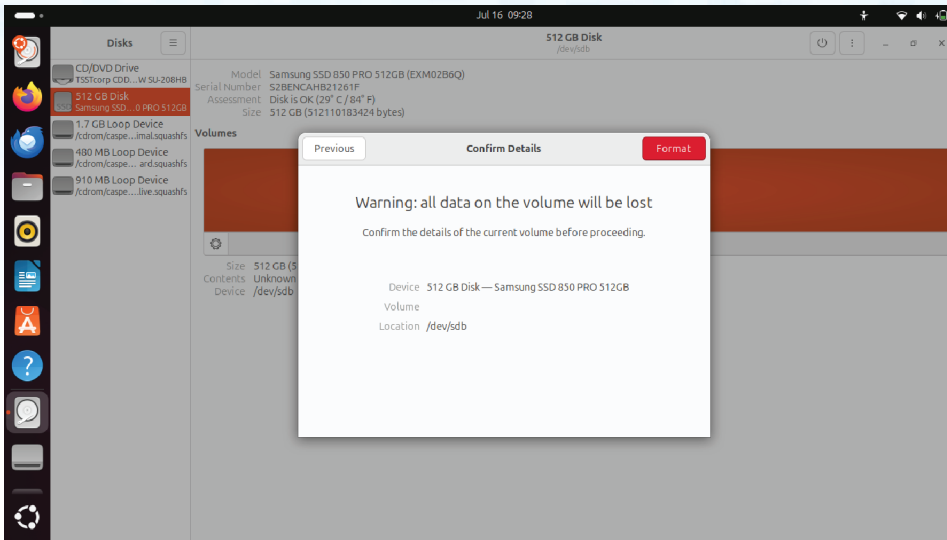 Jul 16 09:28
Disks
512 GB Disk
/dev/sdb
CD/DVD Drive
TSSTcorp CDD...W SU-208HB
512 GB Disk
Samsung SSD...0 PRO 512GB
1.7 GB Loop Device
/cdrom/caspe...imal.squashfs
480 MB Loop Device
/cdrom/caspe... ard.squashfs
910 MB Loop Device
/cdrom/caspe....live.squashfs
Model Samsung SSD 850 PRO 512GB (EXM02B6Q)
Serial Number S2BENCAHB21261F
Assessment Disk is OK (29° C / 84° F)
Size 512 GB (512110183424 bytes)
Volumes
Size 512 GB (5
Contents Unknown
Device /dev/sdb
Previous
Confirm Details
Format
Warning: all data on the volume will be lost
Confirm the details of the current volume before proceeding.
Device 512 GB Disk — Samsung SSD 850 PRO 512GB
Volume
Location /dev/sdb